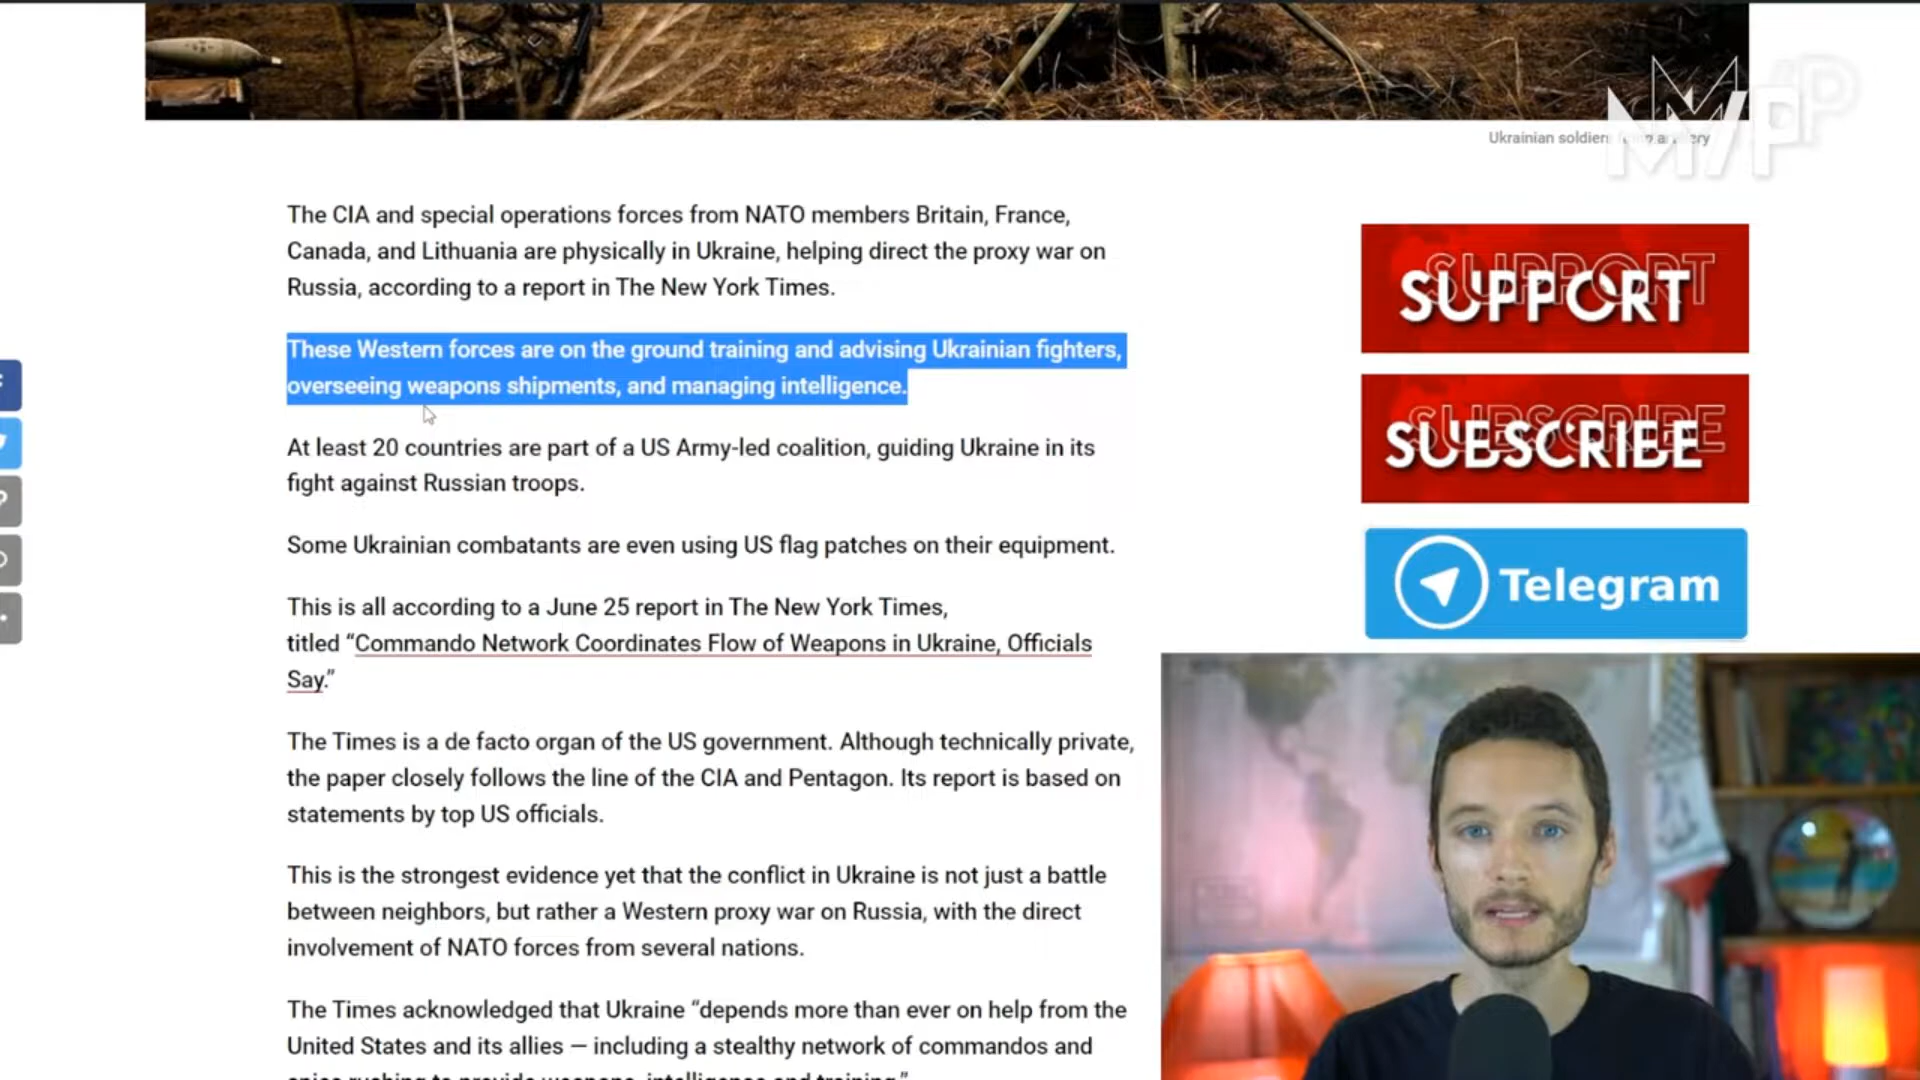 MVP
Ukrainian soldiers
The CIA and special operations forces from NATO members Britain, France,
Canada, and Lithuania are physically in Ukraine, helping direct the proxy war on
Russia, according to a report in The New York Times.
These Western forces are on the ground training and advising Ukrainian fighters,
overseeing weapons shipments, and managing intelligence.
At least 20 countries are part of a US Army-led coalition, guiding Ukraine in its
fight against Russian troops.
Some Ukrainian combatants are even using US flag patches on their equipment.
This is all according to a June 25 report in The New York Times,
titled “Commando Network Coordinates Flow of Weapons in Ukraine, Officials
Say.”
The Times is a de facto organ of the US government. Although technically private,
the paper closely follows the line of the CIA and Pentagon. Its report is based on
statements by top US officials.
This is the strongest evidence yet that the conflict in Ukraine is not just a battle
between neighbors, but rather a Western proxy war on Russia, with the direct
involvement of NATO forces from several nations.
The Times acknowledged that Ukraine “depends more than ever on help from the
United States and its allies — including a stealthy network of commandos and
spies rushing to provide weapons, intelligence and training.”
SUPPORT
SUBSCRIBE
Telegram